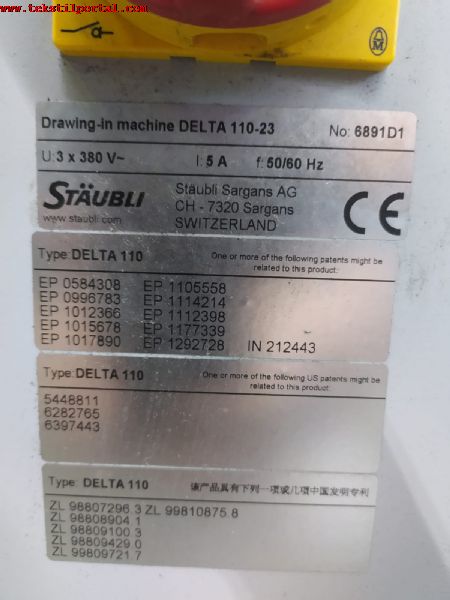 www.tekstilportal.com
Drawing-in machine DELTA 110-23 No: 6891D1
U: 3 x 380 V~ I: 5 A f: 50/60 Hz
STÄUBLI
www.staubli.com
Stäubli Sargans AG
CH - 7320 Sargans
SWITZERLAND
CE
Type: DELTA 110 One or more of the following patents might be
related to this product:
EP 0584308 EP 1105558
EP 0996783 EP 1114214
EP 1012366 EP 1112398
EP 1015678 EP 1177339
EP 1017890 EP 1292728 IN 212443
Type: DELTA 110 One or more of the following US patents might be
related to this product:
5448811
6282765
6397443
Type: DELTA 110 该产品具有下列一项或几项中国发明专利
ZL 98807296.3 ZL 99810875.8
ZL 98808904.1
ZL 98809100.3
ZL 98809429.0
ZL 99809721.7